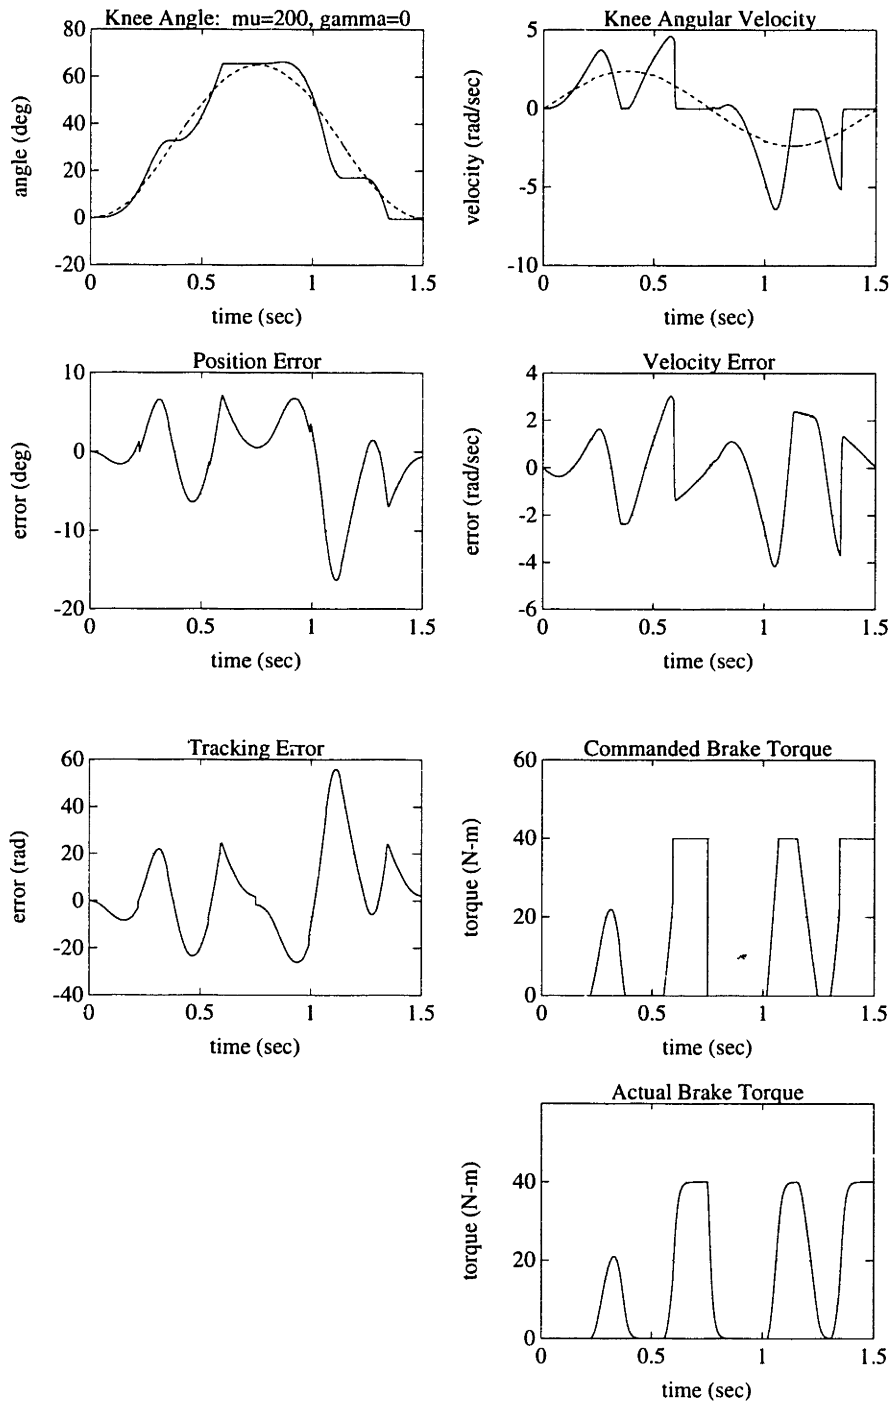 Knee Angle: mu=200, gamma=0
80
60
40
20
0
-20
angle (deg)
0 0.5 1 1.5
time (sec)
Knee Angular Velocity
5
0
-5
-10
velocity (rad/sec)
0 0.5 1 1.5
time (sec)
Position Error
10
0
-10
-20
error (deg)
0 0.5 1 1.5
time (sec)
Velocity Error
4
2
0
-2
-4
-6
error (rad/sec)
0 0.5 1 1.5
time (sec)
Tracking Error
60
40
20
0
-20
-40
error (rad)
0 0.5 1 1.5
time (sec)
Commanded Brake Torque
60
40
20
0
torque (N-m)
0 0.5 1 1.5
time (sec)
Actual Brake Torque
40
20
0
torque (N-m)
0 0.5 1 1.5
time (sec)